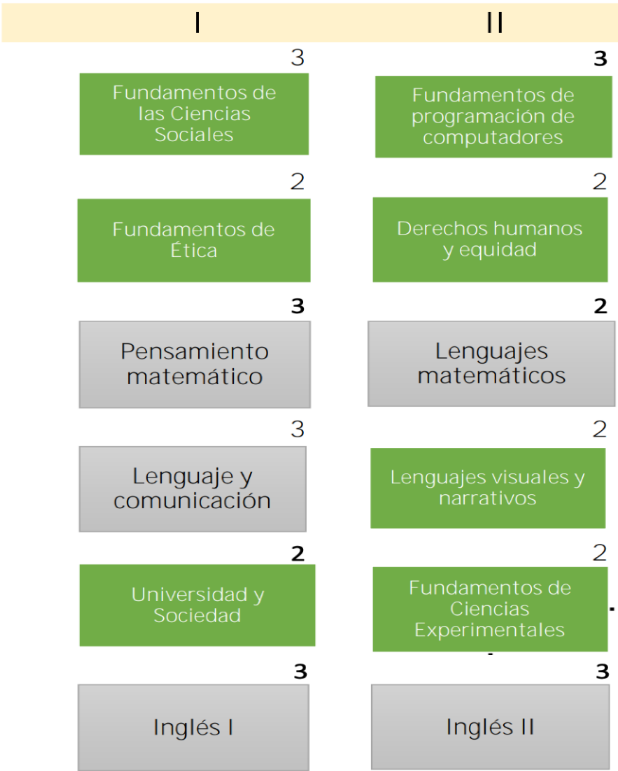 I II
3 3
Fundamentos de
las Ciencias
Sociales
Fundamentos de
programación de
computadores
2 2
Fundamentos de
Ética
Derechos humanos
y equidad
3 2
Pensamiento
matemático
Lenguajes
matemáticos
3 2
Lenguaje y
comunicación
Lenguajes visuales y
narrativos
2 2
Universidad y
Sociedad
Fundamentos de
Ciencias
Experimentales
3 3
Inglés I
Inglés II